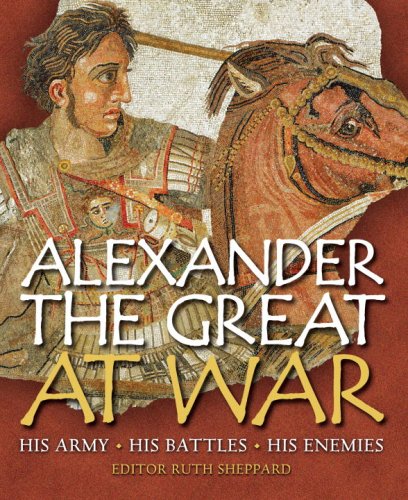 ALEXANDER
THE GREAT
AT WAR
HIS ARMY • HIS BATTLES • HIS ENEMIES
EDITOR RUTH SHEPPARD